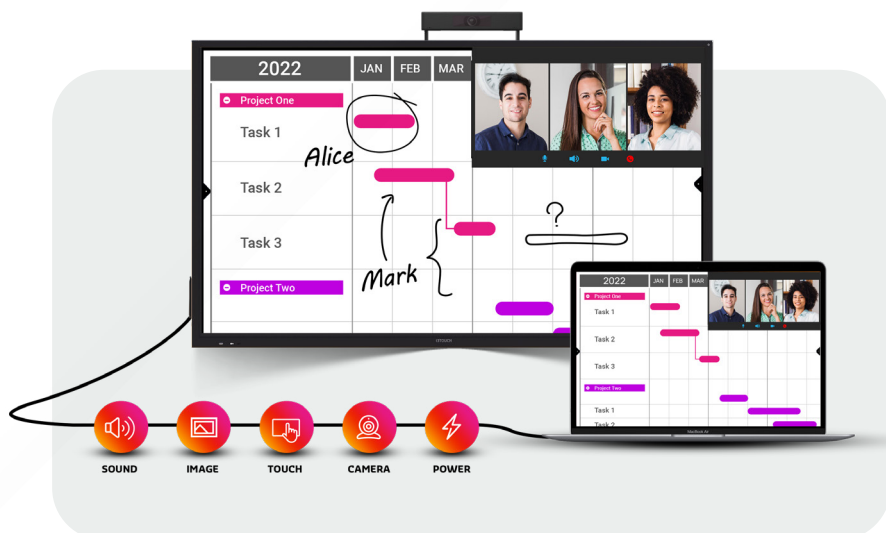 2022 JAN FEB MAR
Project One
Task 1
Alice
Task 2
Task 3
Mark
?
Project Two
2022 JAN FEB MAR
Project One
Task 1
Task 2
Task 3
Project Two
Task 1
Task 2
MacBook Air
SOUND IMAGE TOUCH CAMERA POWER